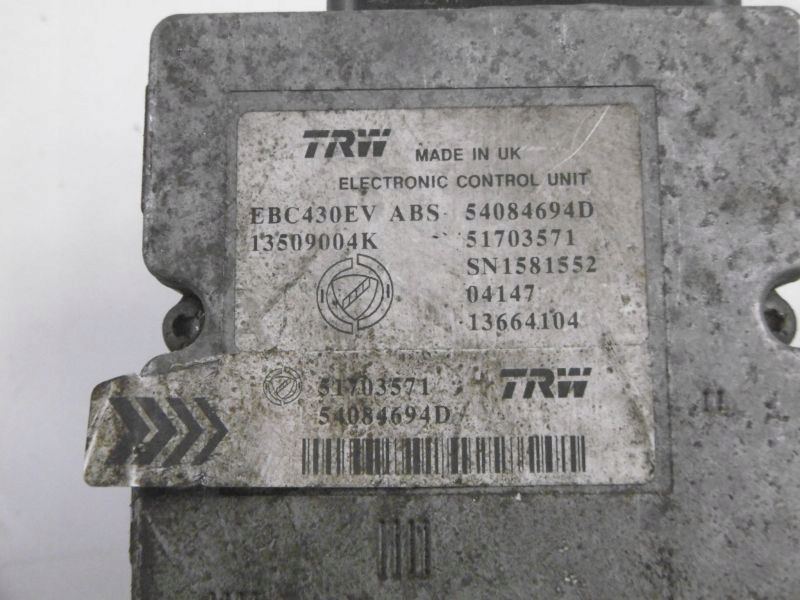 TRW MADE IN UK
ELECTRONIC CONTROL UNIT
EBC430EV ABS 54084694D
13509004K 51703571
SN1581552
04147
13664104
51703571 TRW
54084694D